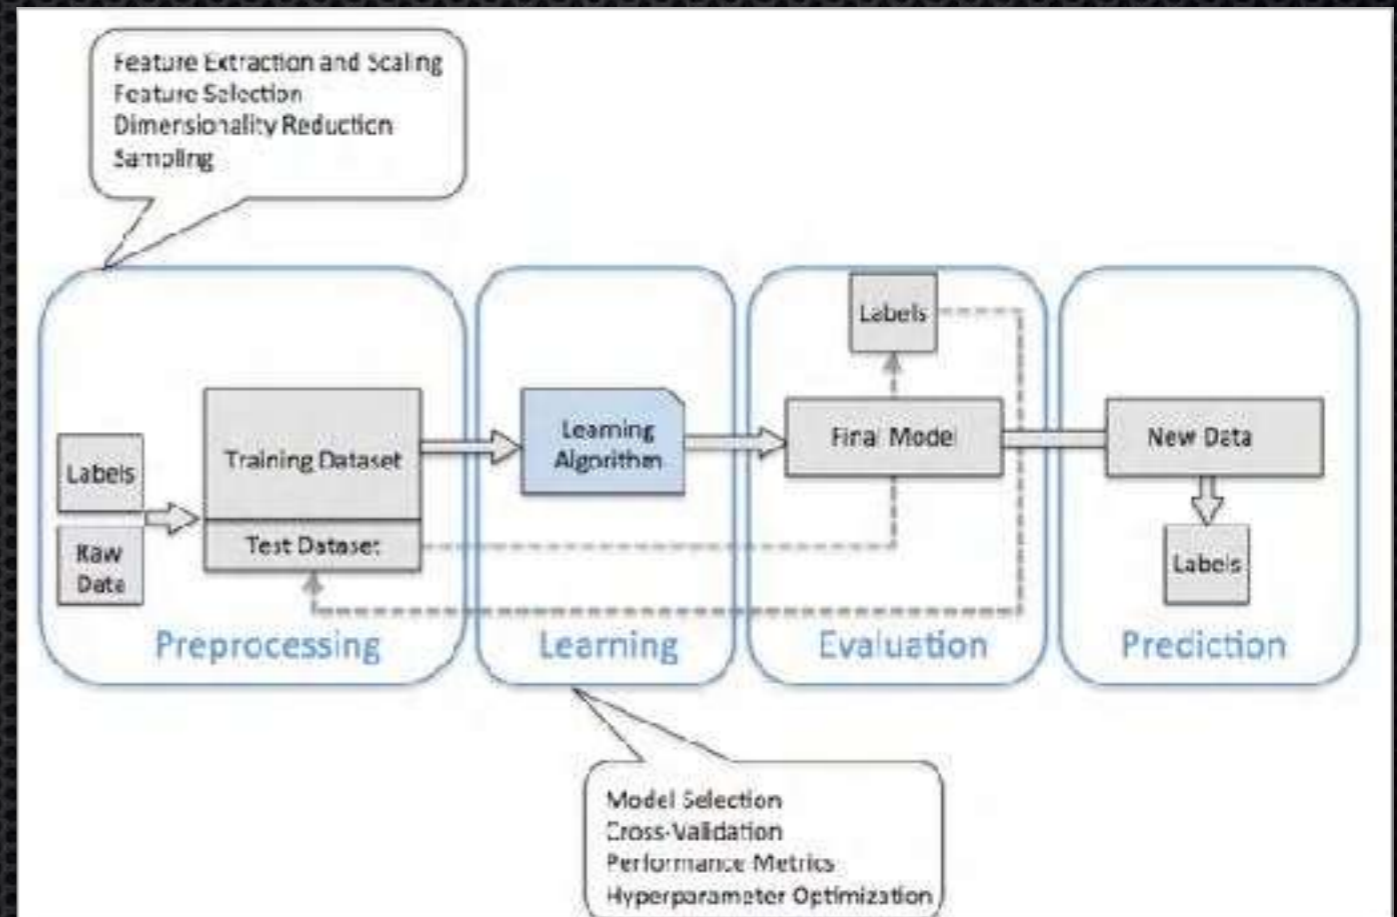 Feature Extraction and Scaling
Feature Selection
Dimensionality Reduction
Sampling
Labels
Raw
Data
Training Dataset
Test Dataset
Preprocessing
Learning
Algorithm
Learning
Labels
Final Model
Evaluation
New Data
Labels
Prediction
Model Selection
Cross-Validation
Performance Metrics
Hyperparameter Optimization